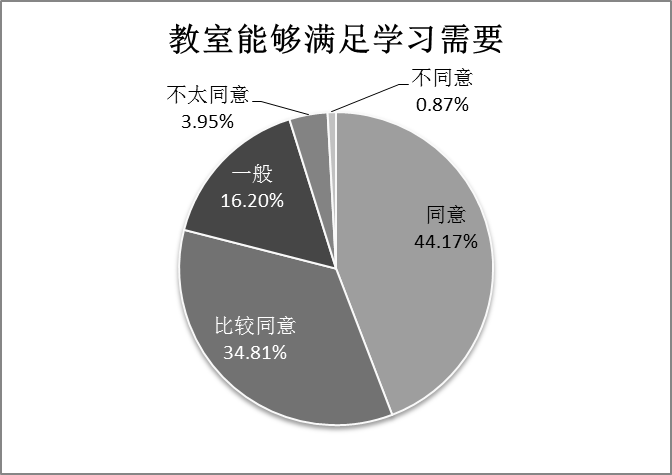 教室能够满足学习需要
不同意
0.87%
不太同意
3.95%
一般
16.20%
同意
44.17%
比较同意
34.81%